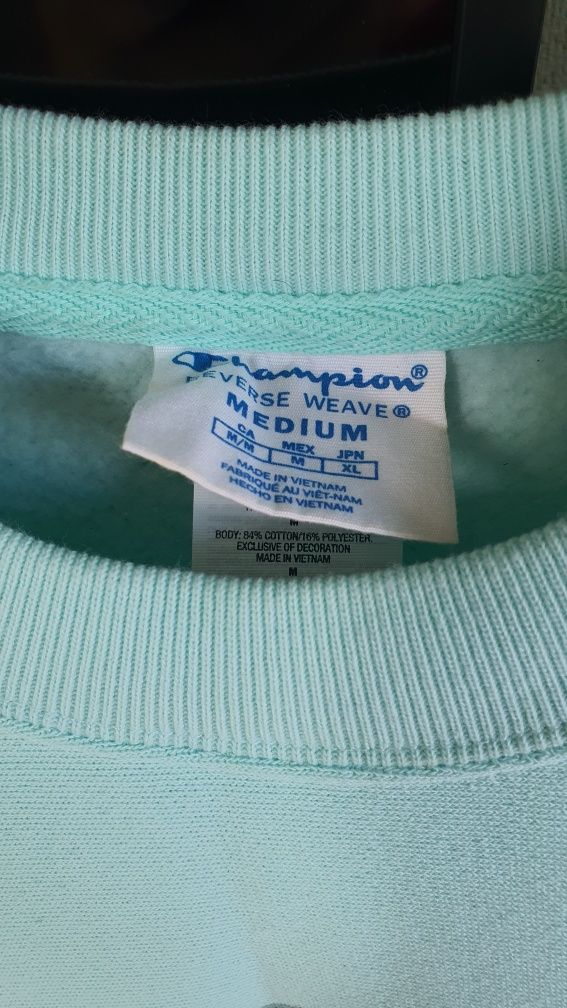 Champion®
REVERSE WEAVE®
MEDIUM
CA MEX JPN
M/M M XL
MADE IN VIETNAM
FABRIQUÉ AU VIÊT-NAM
HECHO EN VIETNAM
M
BODY: 84% COTTON/16% POLYESTER.
EXCLUSIVE OF DECORATION
MADE IN VIETNAM
M